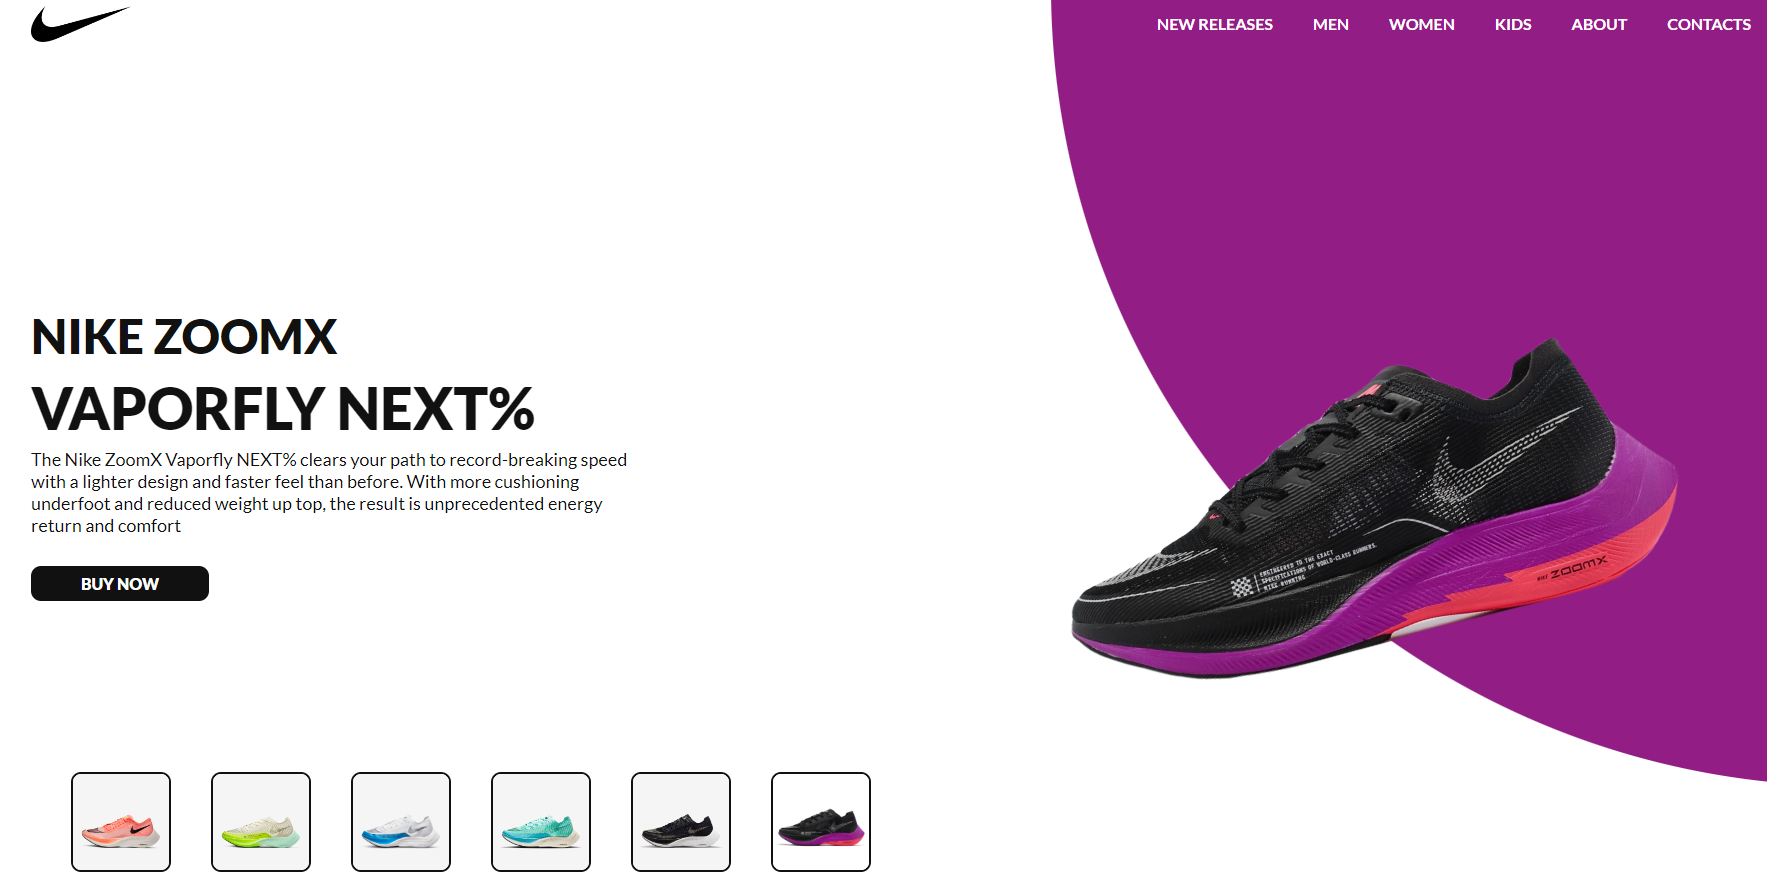 NEW RELEASES MEN WOMEN KIDS ABOUT CONTACTS
NIKE ZOOMX
VAPORFLY NEXT%
The Nike ZoomX Vaporfly NEXT% clears your path to record-breaking speed
with a lighter design and faster feel than before. With more cushioning
underfoot and reduced weight up top, the result is unprecedented energy
return and comfort
BUY NOW
ENGINEERED TO THE EXACT
SPECIFICATIONS OF WORLD-CLASS RUNNERS.
NIKE RUNNING
NIKE ZOOMX